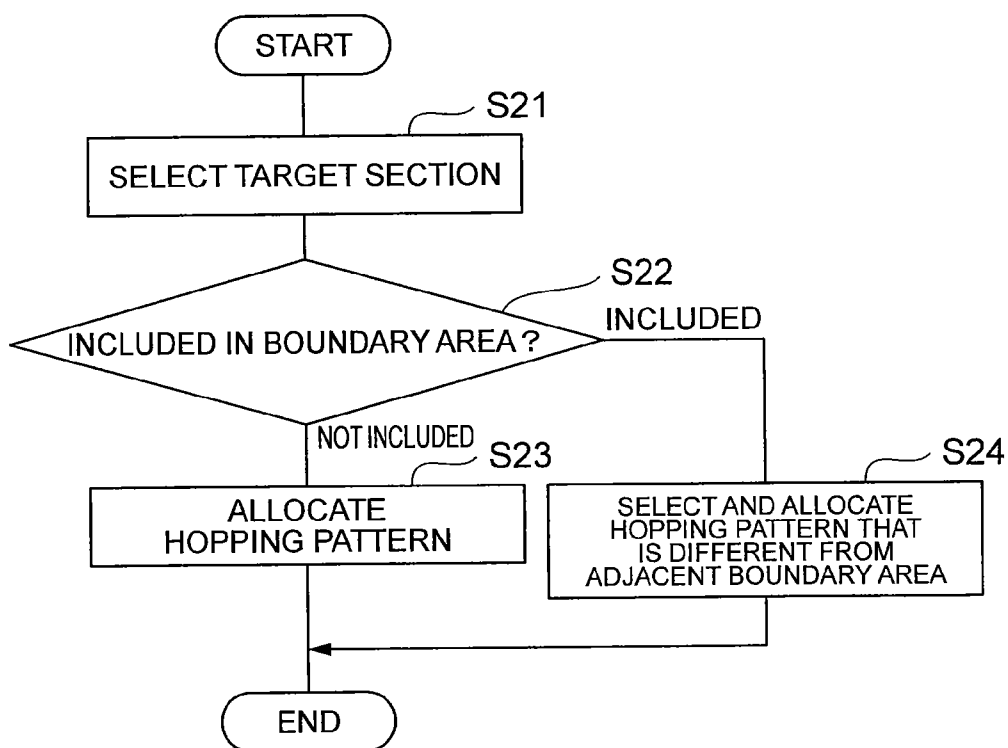 START
S21
SELECT TARGET SECTION
S22
INCLUDED IN BOUNDARY AREA?
INCLUDED
NOT INCLUDED
S23
ALLOCATE
HOPPING PATTERN
S24
SELECT AND ALLOCATE
HOPPING PATTERN THAT
IS DIFFERENT FROM
ADJACENT BOUNDARY AREA
END